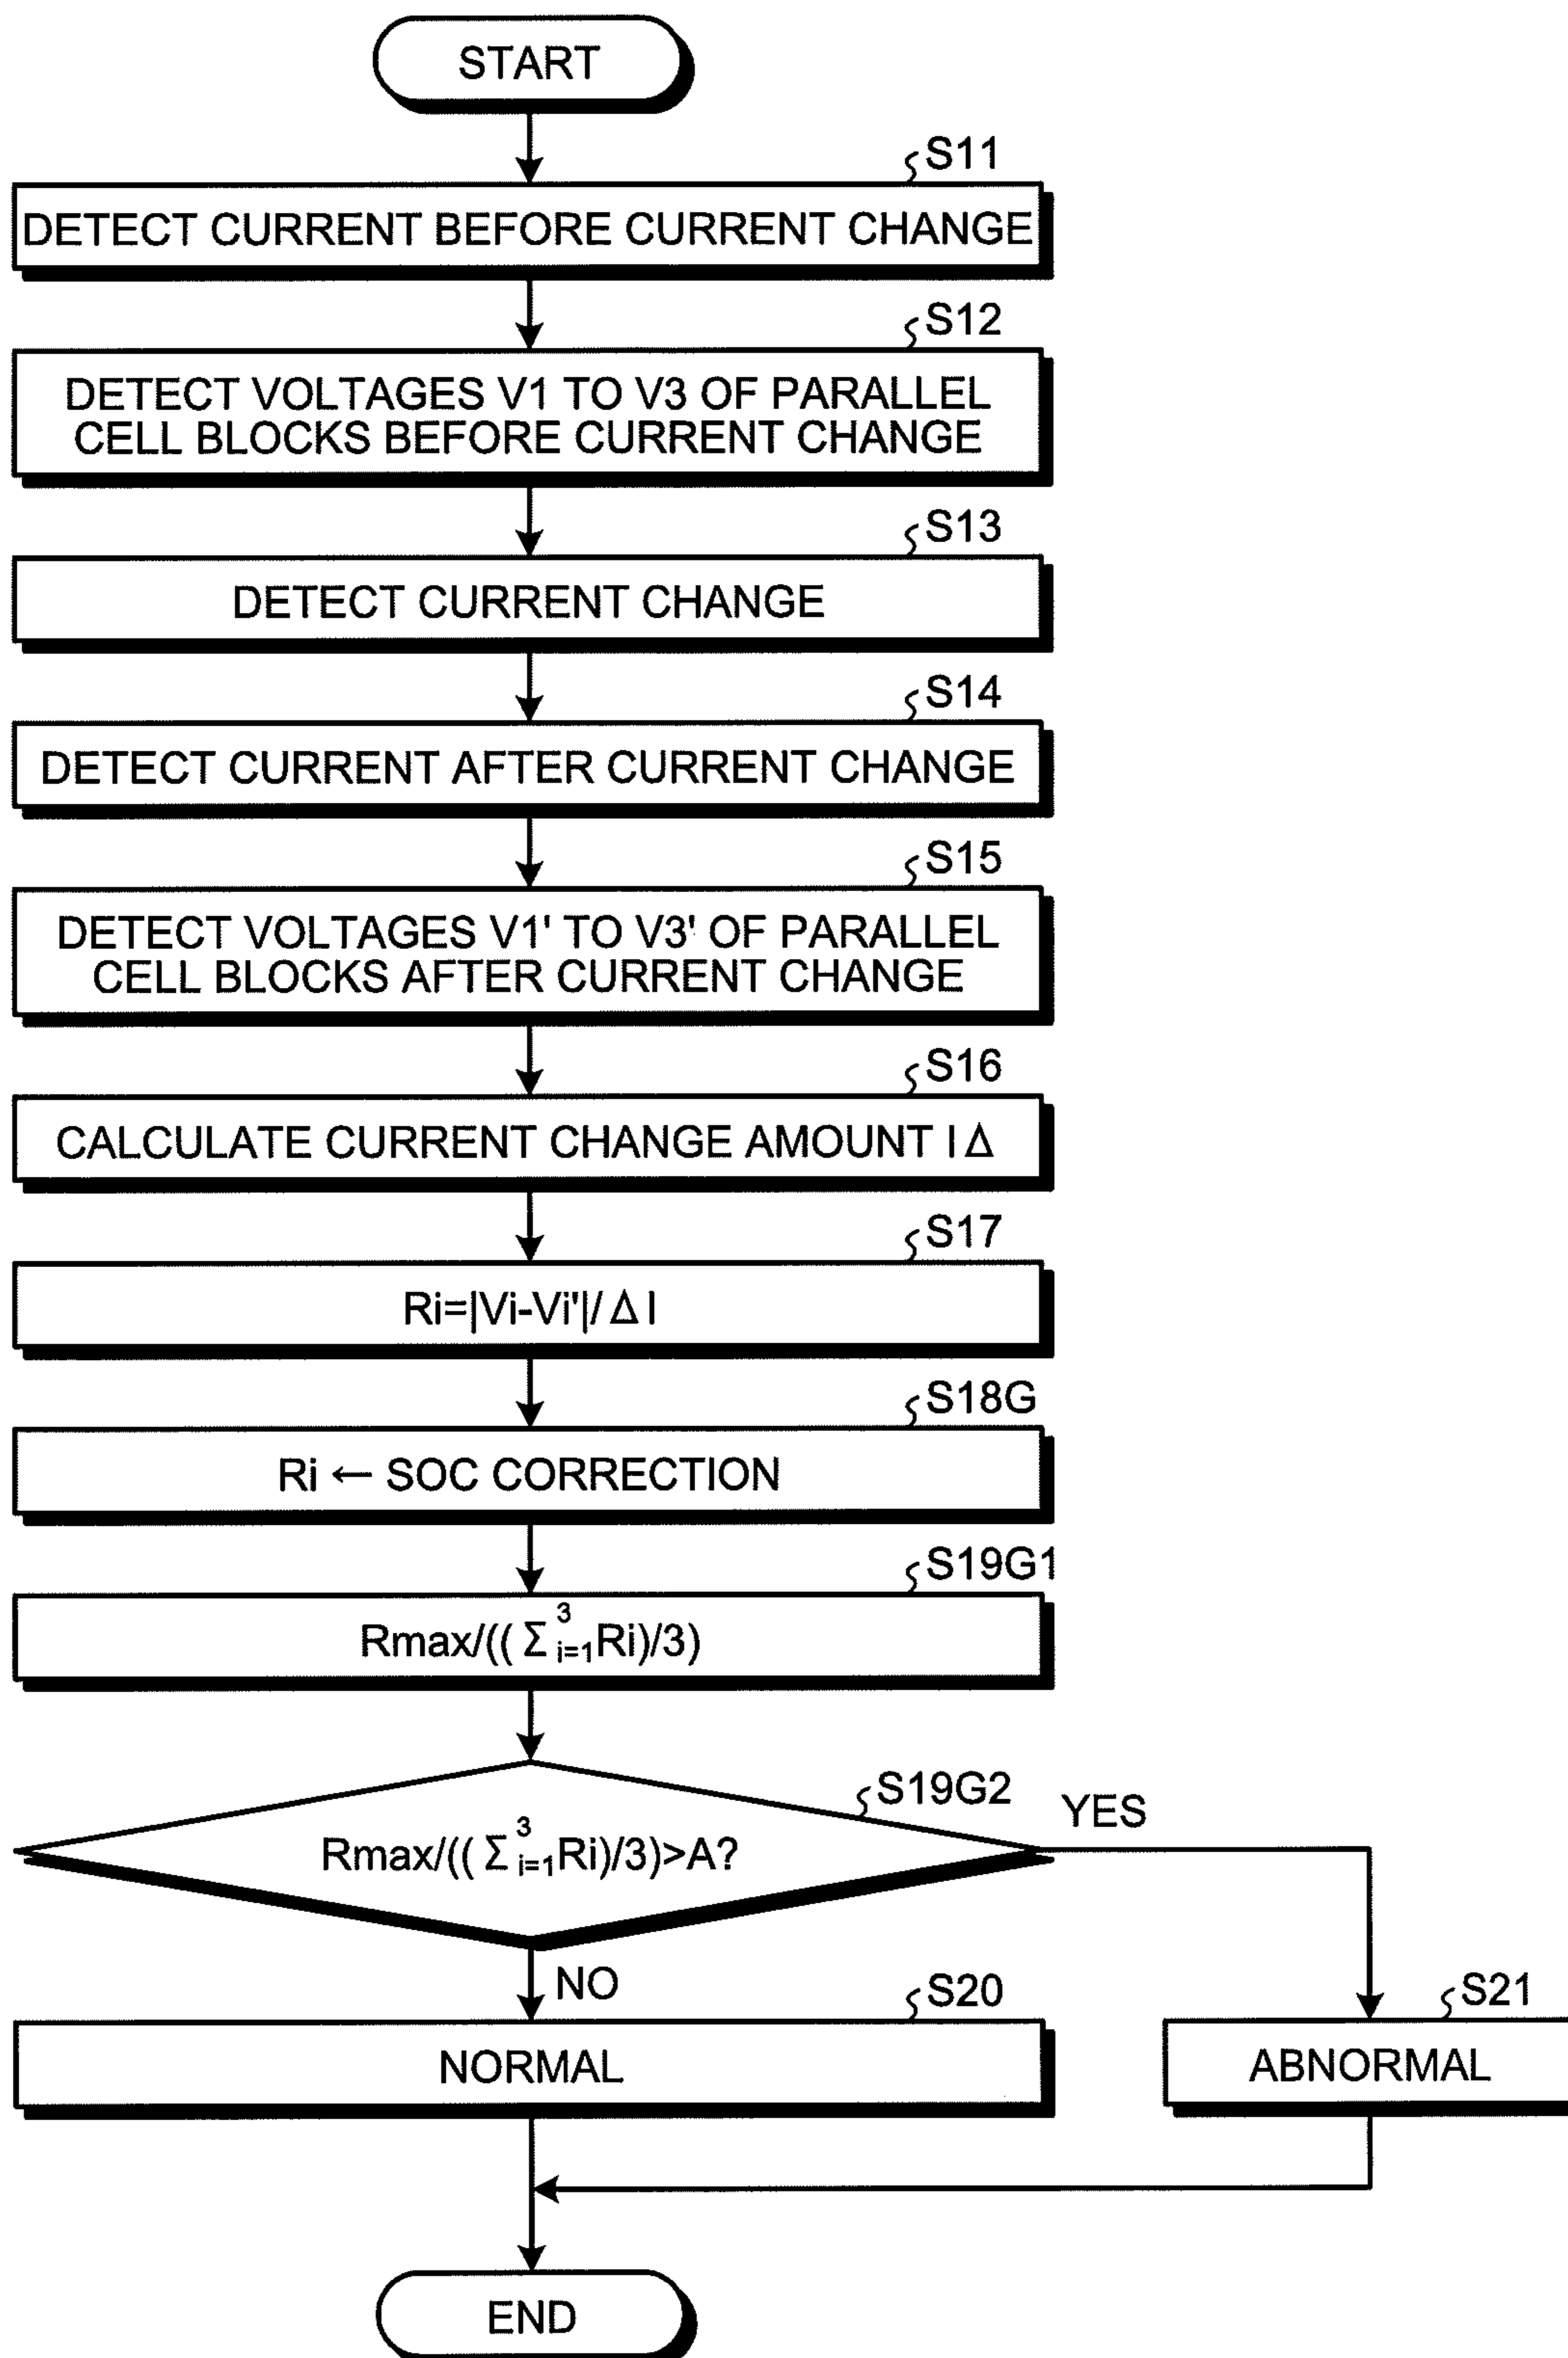 START
S11
DETECT CURRENT BEFORE CURRENT CHANGE
S12
DETECT VOLTAGES V1 TO V3 OF PARALLEL
CELL BLOCKS BEFORE CURRENT CHANGE
S13
DETECT CURRENT CHANGE
S14
DETECT CURRENT AFTER CURRENT CHANGE
S15
DETECT VOLTAGES V1' TO V3' OF PARALLEL
CELL BLOCKS AFTER CURRENT CHANGE
S16
CALCULATE CURRENT CHANGE AMOUNT I Δ
S17
Ri=|Vi-Vi'|/ Δ I
S18G
Ri ← SOC CORRECTION
S19G1
Rmax/(( Σ³ᵢ₌₁Ri)/3)
S19G2
YES
Rmax/(( Σ³ᵢ₌₁Ri)/3)>A?
NO
S20
S21
NORMAL
ABNORMAL
END